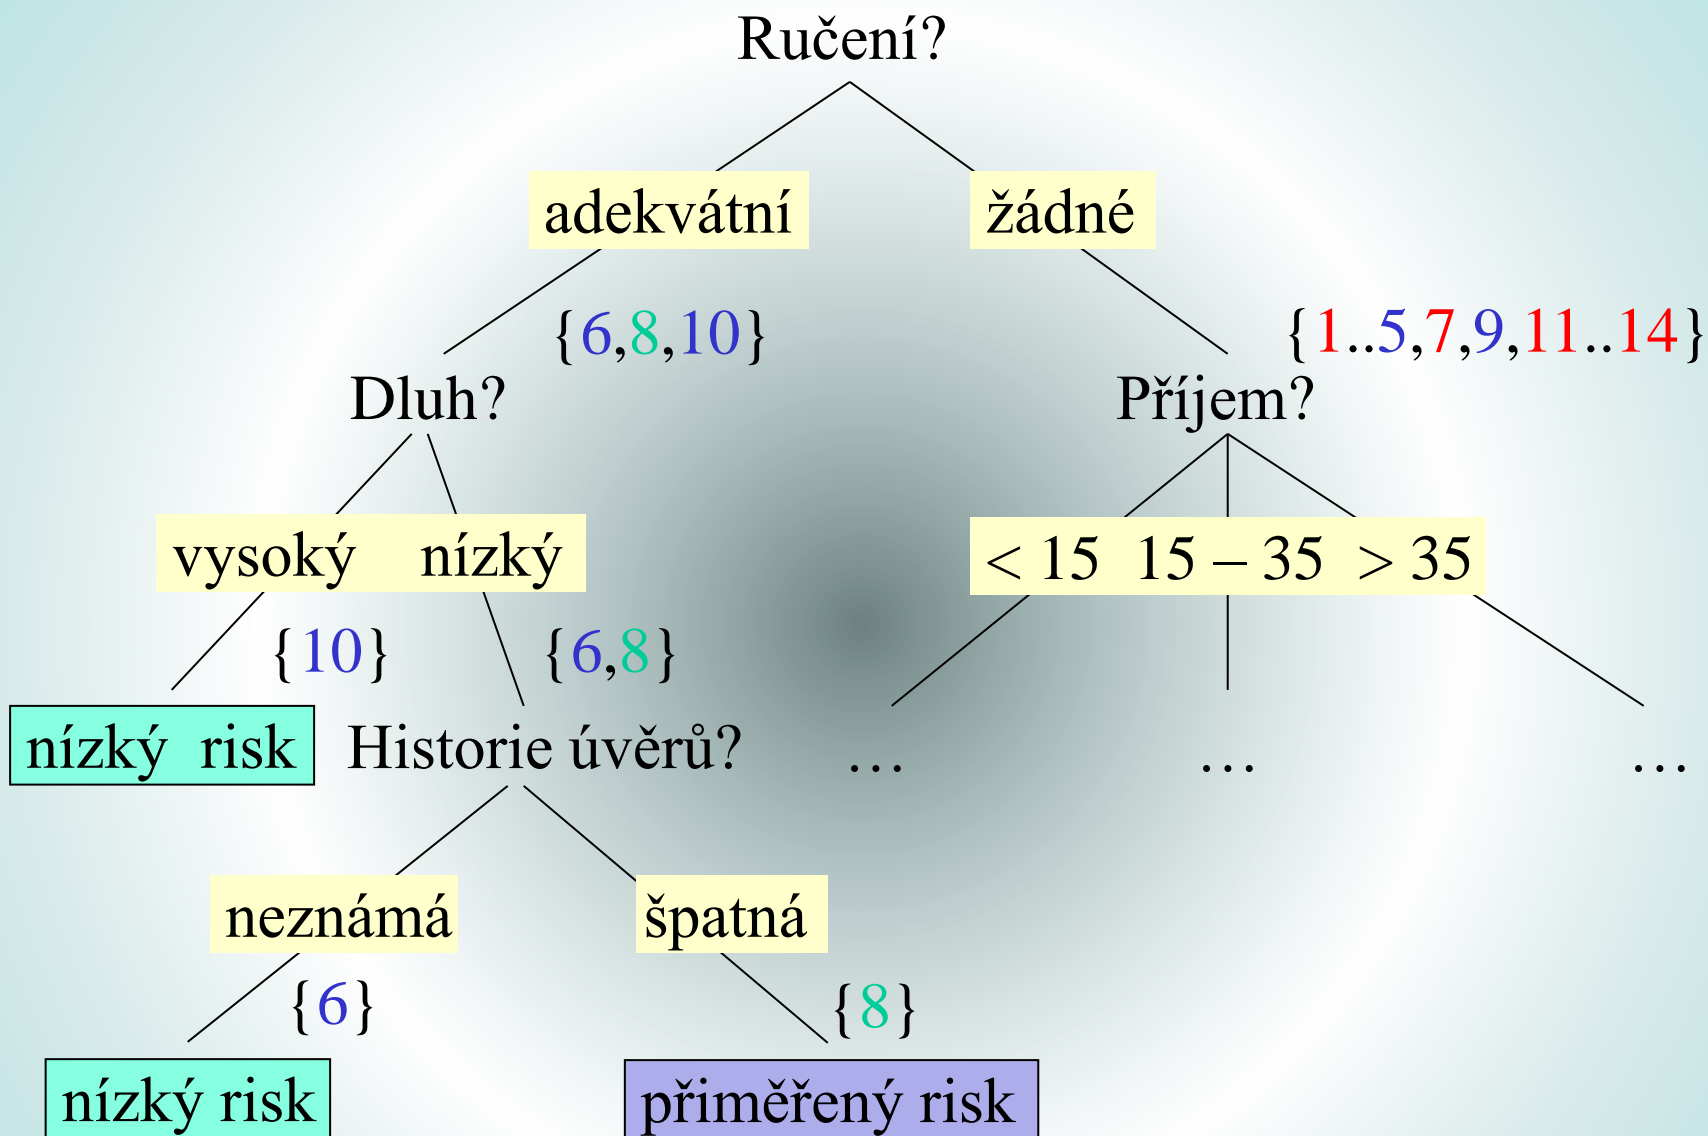 Ručení?
adekvátní žádné
{6,8,10} {1..5,7,9,11..14}
Dluh? Příjem?
vysoký nízký < 15 15 – 35 > 35
{10} {6,8}
nízký risk Historie úvěrů? … … …
neznámá špatná
{6} {8}
nízký risk přiměřený risk